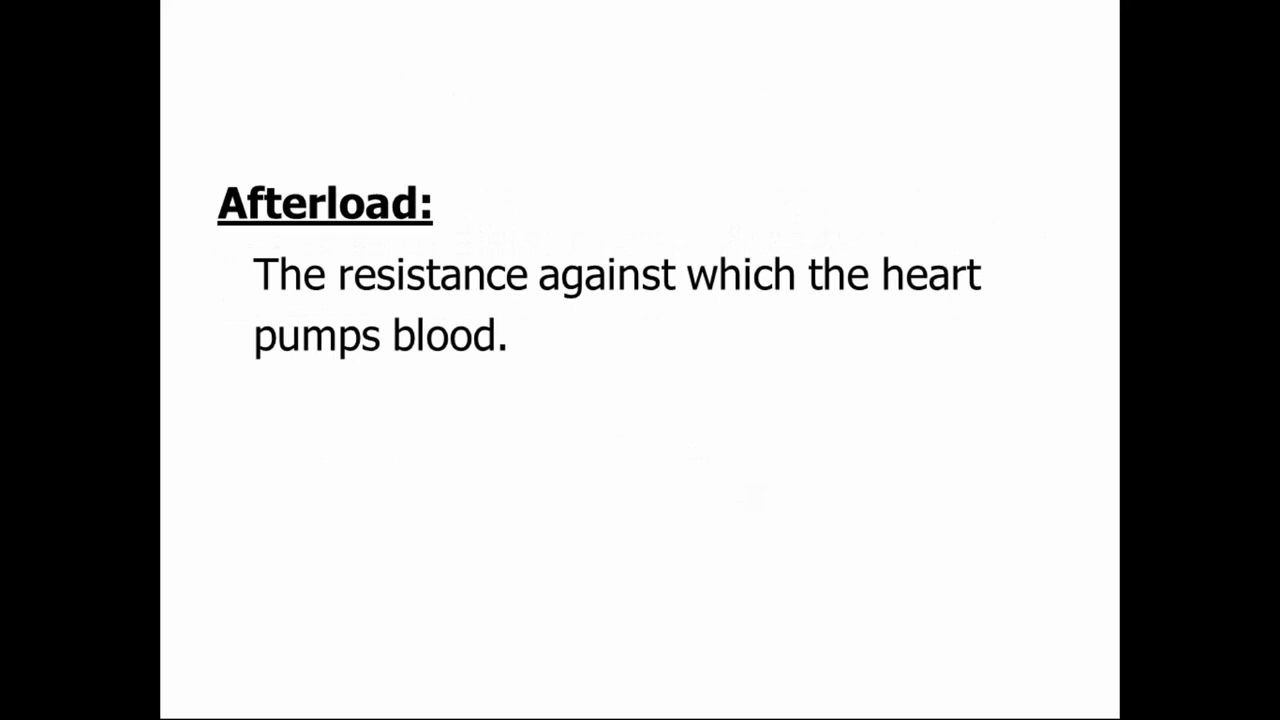 Afterload:
The resistance against which the heart
pumps blood.